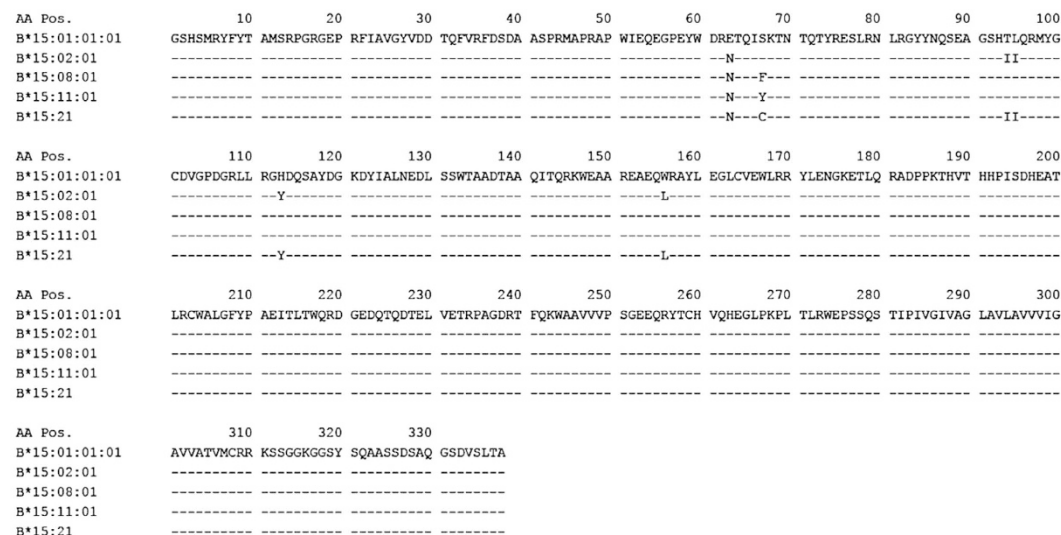 AA Pos. 10 20 30 40 50 60 70 80 90 100
B*15:01:01:01 GSHSMRYFYT AMSRPGRGEP RFIAVGYVDD TQFVRFDSDA ASPRMAPRAP WIEQEGPEYW DRETQISKTN TQTYRESLRN LRGYYNQSEA GSHTLQRMYG
B*15:02:01 ---------- ---------- ---------- ---------- ---------- ---------- --N------- ---------- ---------- ---II-----
B*15:08:01 ---------- ---------- ---------- ---------- ---------- ---------- --N---F--- ---------- ---------- ----------
B*15:11:01 ---------- ---------- ---------- ---------- ---------- ---------- --N---Y--- ---------- ---------- ----------
B*15:21 ---------- ---------- ---------- ---------- ---------- ---------- --N---C--- ---------- ---------- ---II-----
AA Pos. 110 120 130 140 150 160 170 180 190 200
B*15:01:01:01 CDVGPDGRLL RGHDQSAYDG KDYIALNEDL SSWTAADTAA QITQRKWEAA REAEQWRAYL EGLCVEWLRR YLENGKETLQ RADPPKTHVT HHPISDHEAT
B*15:02:01 ---------- --Y------- ---------- ---------- ---------- -----L---- ---------- ---------- ---------- ----------
B*15:08:01 ---------- ---------- ---------- ---------- ---------- ---------- ---------- ---------- ---------- ----------
B*15:11:01 ---------- ---------- ---------- ---------- ---------- ---------- ---------- ---------- ---------- ----------
B*15:21 ---------- --Y------- ---------- ---------- ---------- -----L---- ---------- ---------- ---------- ----------
AA Pos. 210 220 230 240 250 260 270 280 290 300
B*15:01:01:01 LRCWALGFYP AEITLTWQRD GEDQTQDTEL VETRPAGDRT FQKWAAVVVP SGEEQRYTCH VQHEGLPKPL TLRWEPSSQS TIPIVGIVAG LAVLAVVVIG
B*15:02:01 ---------- ---------- ---------- ---------- ---------- ---------- ---------- ---------- ---------- ----------
B*15:08:01 ---------- ---------- ---------- ---------- ---------- ---------- ---------- ---------- ---------- ----------
B*15:11:01 ---------- ---------- ---------- ---------- ---------- ---------- ---------- ---------- ---------- ----------
B*15:21 ---------- ---------- ---------- ---------- ---------- ---------- ---------- ---------- ---------- ----------
AA Pos. 310 320 330
B*15:01:01:01 AVVATVMCRR KSSGGKGGSY SQAASSDSAQ GSDVSLTA
B*15:02:01 ---------- ---------- ---------- --------
B*15:08:01 ---------- ---------- ---------- --------
B*15:11:01 ---------- ---------- ---------- --------
B*15:21 ---------- ---------- ---------- --------